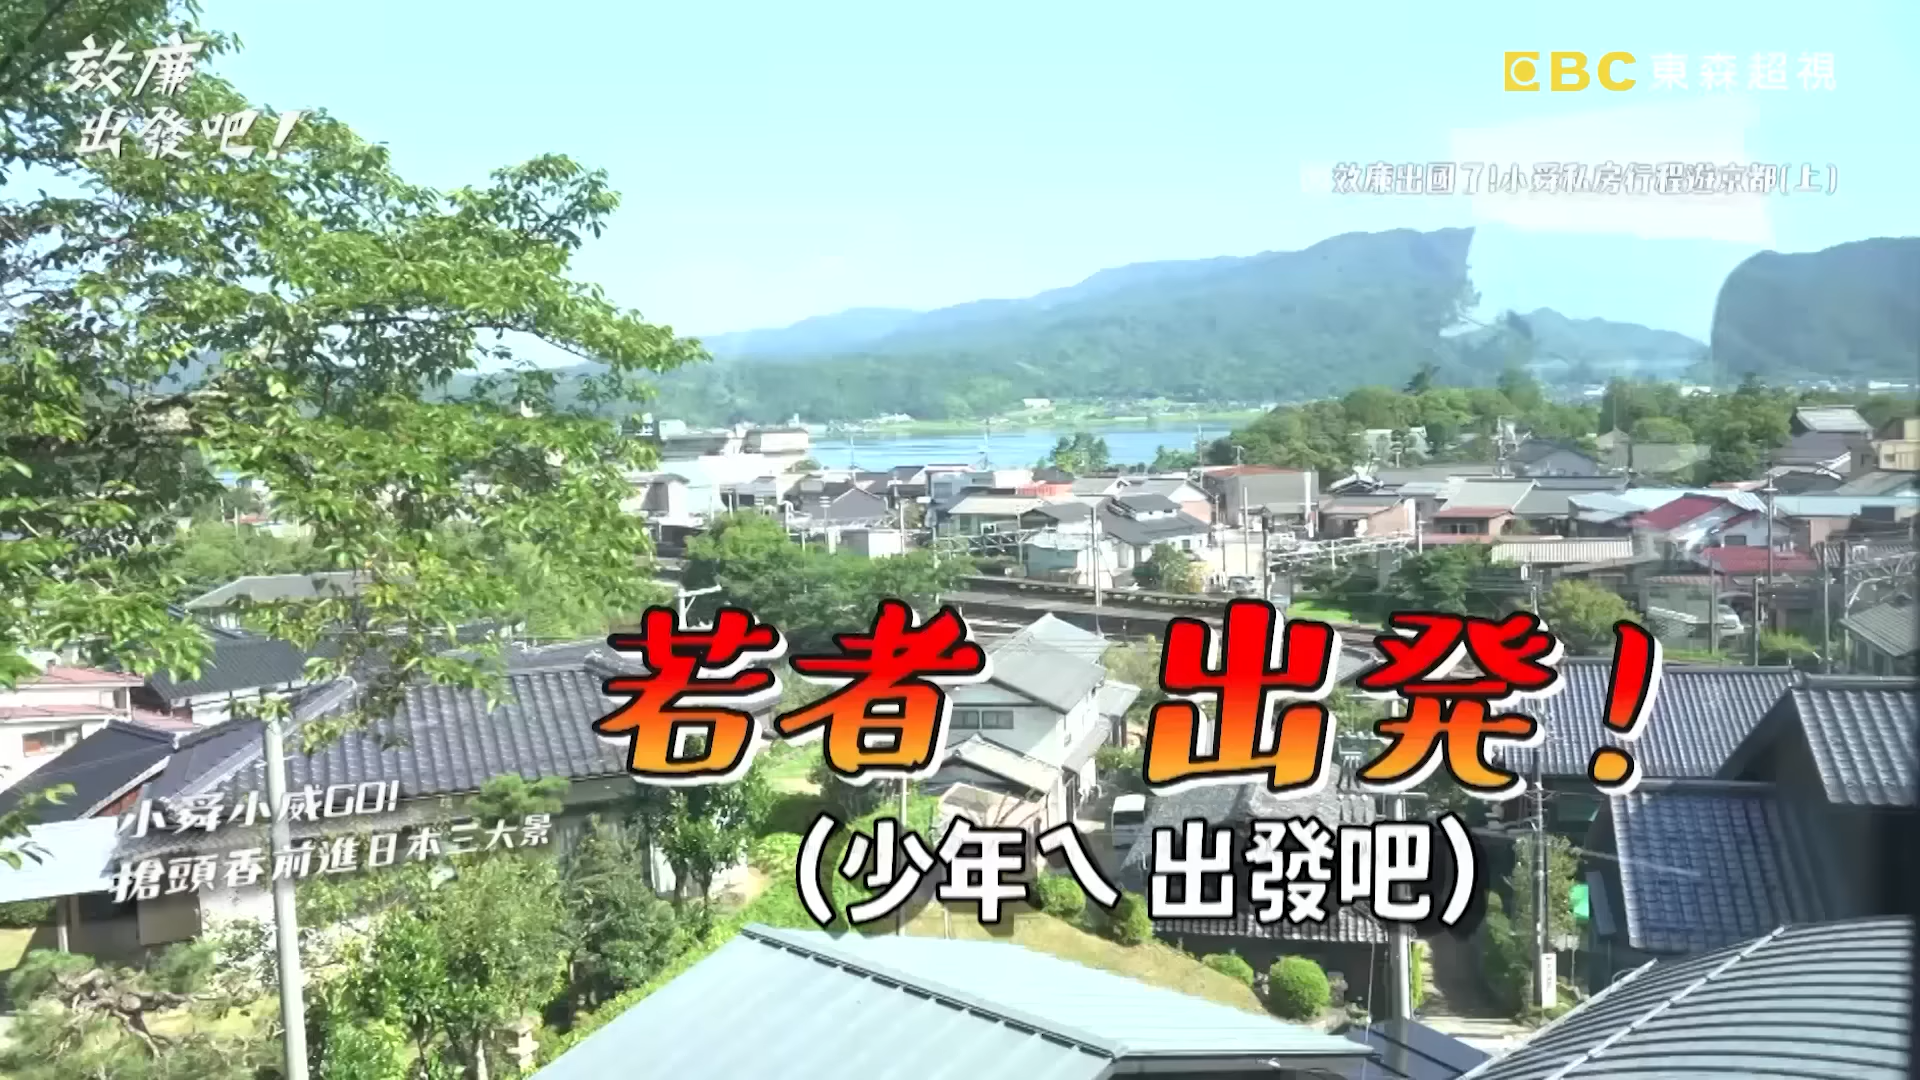 效廉
出發吧！
EBC 東森超視
效廉出國了!小舜私房行程遊京都(上)
若者 出発！
(少年ㄟ 出發吧)
小舜小威GO!
搶頭香前進日本三大景